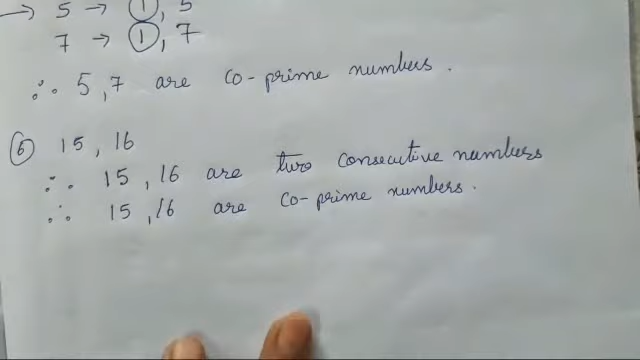 → 5 → 1, 5
7 → 1, 7
∴ 5, 7 are co-prime numbers.
⑥ 15, 16
∵ 15, 16 are two consecutive numbers
∴ 15, 16 are co-prime numbers.